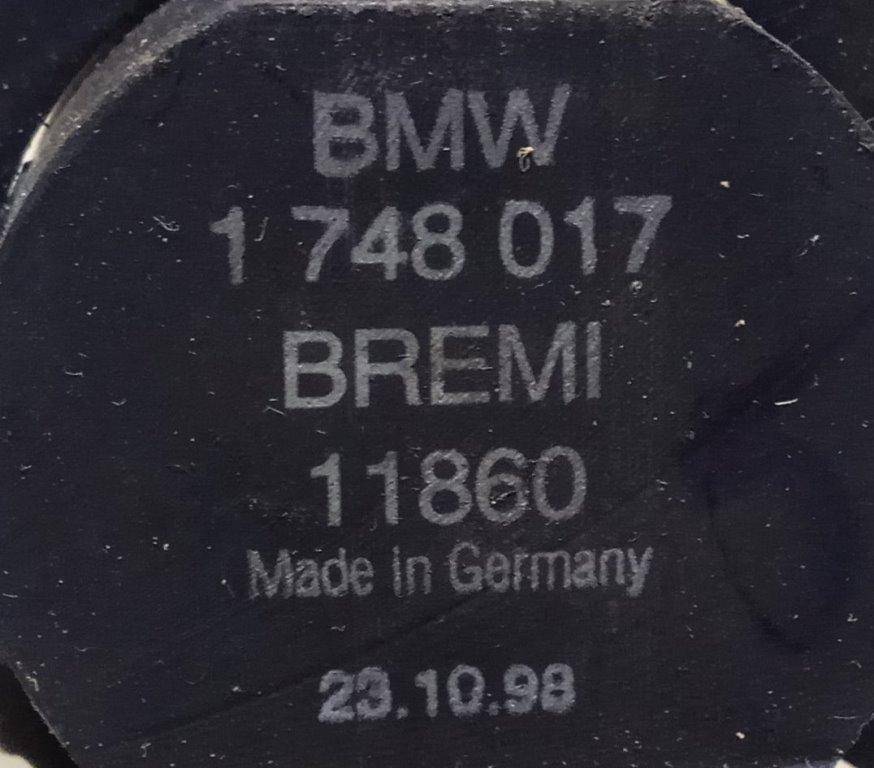 BMW
1 748 017
BREMI
11860
Made in Germany
23.10.98